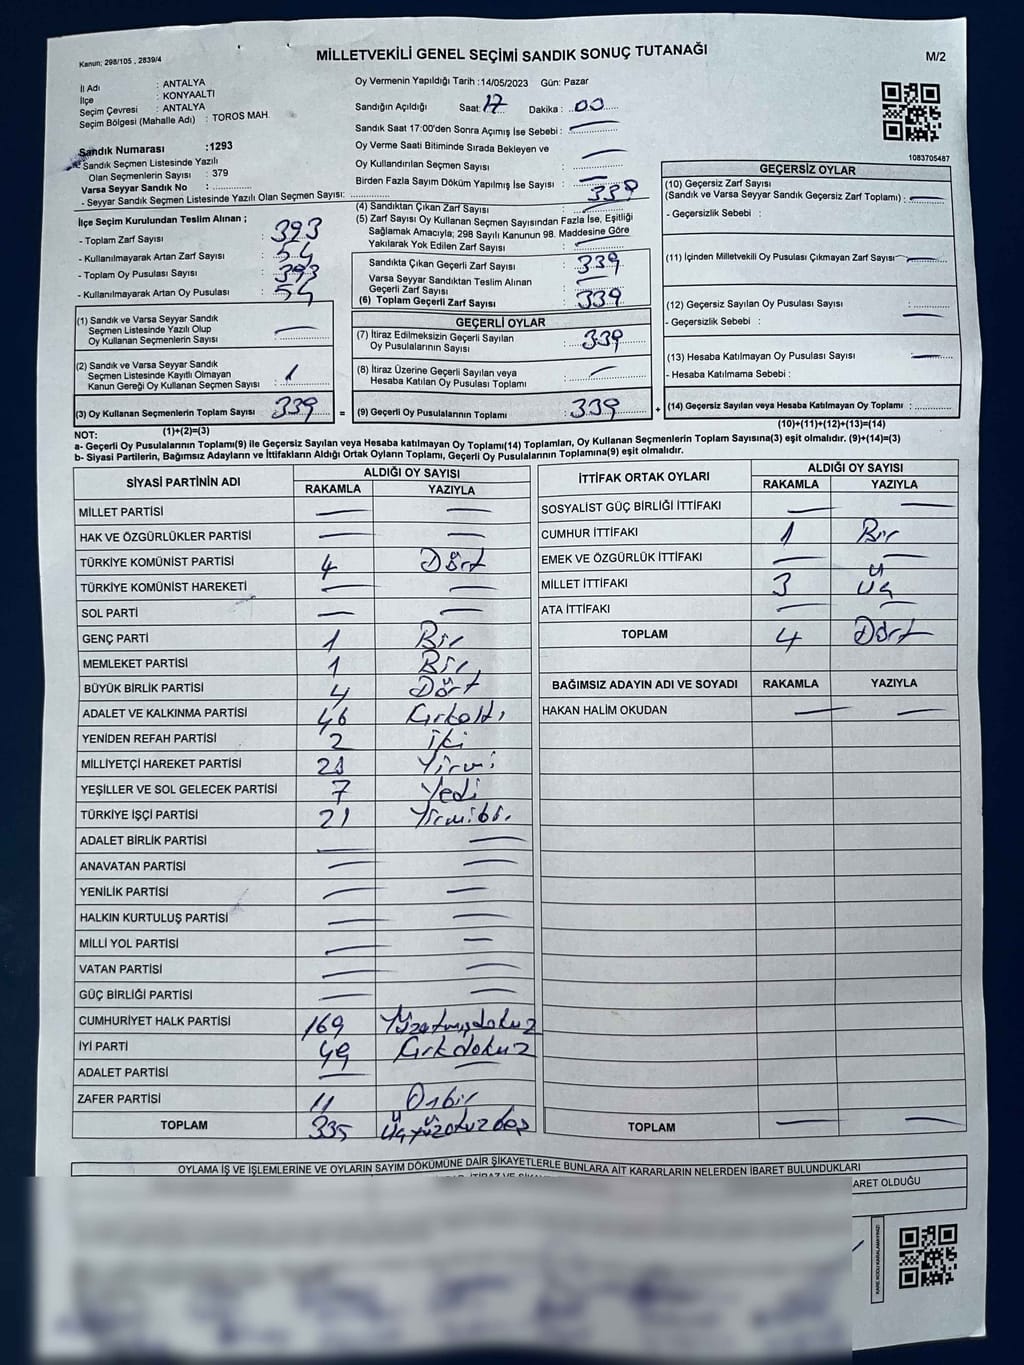 Kanun; 298/105 , 2839/4
MİLLETVEKİLİ GENEL SEÇİMİ SANDIK SONUÇ TUTANAĞI
M/2
İl Adı : ANTALYA
İlçe : KONYAALTI
Seçim Çevresi : ANTALYA
Seçim Bölgesi (Mahalle Adı) : TOROS MAH.
Sandık Numarası :1293
Sandık Seçmen Listesinde Yazılı
Olan Seçmenlerin Sayısı : 379
Varsa Seyyar Sandık No :
- Seyyar Sandık Seçmen Listesinde Yazılı Olan Seçmen Sayısı:
İlçe Seçim Kurulundan Teslim Alınan ;
- Toplam Zarf Sayısı : 393
- Kullanılmayarak Artan Zarf Sayısı : 54
- Toplam Oy Pusulası Sayısı : 393
- Kullanılmayarak Artan Oy Pusulası : 54
(1) Sandık ve Varsa Seyyar Sandık
Seçmen Listesinde Yazılı Olup
Oy Kullanan Seçmenlerin Sayısı : —
(2) Sandık ve Varsa Seyyar Sandık
Seçmen Listesinde Kayıtlı Olmayan
Kanun Gereği Oy Kullanan Seçmen Sayısı : 1
(3) Oy Kullanan Seçmenlerin Toplam Sayısı : 339
(1)+(2)=(3)
Oy Vermenin Yapıldığı Tarih :14/05/2023 Gün: Pazar
Sandığın Açıldığı Saat: 17 Dakika : 00
Sandık Saat 17:00'den Sonra Açımış İse Sebebi : —
Oy Verme Saati Bitiminde Sırada Bekleyen ve
Oy Kullandırılan Seçmen Sayısı : —
Birden Fazla Sayım Döküm Yapılmış İse Sayısı : —
(4) Sandıktan Çıkan Zarf Sayısı : 339
(5) Zarf Sayısı Oy Kullanan Seçmen Sayısından Fazla İse, Eşitliği
Sağlamak Amacıyla; 298 Sayılı Kanunun 98. Maddesine Göre
Yakılarak Yok Edilen Zarf Sayısı : —
Sandıkta Çıkan Geçerli Zarf Sayısı : 339
Varsa Seyyar Sandıktan Teslim Alınan
Geçerli Zarf Sayısı : —
(6) Toplam Geçerli Zarf Sayısı : 339
GEÇERLİ OYLAR
(7) İtiraz Edilmeksizin Geçerli Sayılan
Oy Pusulalarının Sayısı : 339
(8) İtiraz Üzerine Geçerli Sayılan veya
Hesaba Katılan Oy Pusulası Toplamı : —
= (9) Geçerli Oy Pusulalarının Toplamı : 339
1083705487
GEÇERSİZ OYLAR
(10) Geçersiz Zarf Sayısı
(Sandık ve Varsa Seyyar Sandık Geçersiz Zarf Toplamı) : —
- Geçersizlik Sebebi :
(11) İçinden Milletvekili Oy Pusulası Çıkmayan Zarf Sayısı : —
(12) Geçersiz Sayılan Oy Pusulası Sayısı : —
- Geçersizlik Sebebi :
(13) Hesaba Katılmayan Oy Pusulası Sayısı : —
- Hesaba Katılmama Sebebi :
+ (14) Geçersiz Sayılan veya Hesaba Katılmayan Oy Toplamı :
(10)+(11)+(12)+(13)=(14)
NOT:
a- Geçerli Oy Pusulalarının Toplamı(9) ile Geçersiz Sayılan veya Hesaba katılmayan Oy Toplamı(14) Toplamları, Oy Kullanan Seçmenlerin Toplam Sayısına(3) eşit olmalıdır. (9)+(14)=(3)
b- Siyasi Partilerin, Bağımsız Adayların ve İttifakların Aldığı Ortak Oyların Toplamı, Geçerli Oy Pusulalarının Toplamına(9) eşit olmalıdır.
SİYASİ PARTİNİN ADI ALDIĞI OY SAYISI
RAKAMLA YAZIYLA
MİLLET PARTİSİ — —
HAK VE ÖZGÜRLÜKLER PARTİSİ — —
TÜRKİYE KOMÜNİST PARTİSİ 4 Dört
TÜRKİYE KOMÜNİST HAREKETİ — —
SOL PARTİ — —
GENÇ PARTİ 1 Bir
MEMLEKET PARTİSİ 1 Bir
BÜYÜK BİRLİK PARTİSİ 4 Dört
ADALET VE KALKINMA PARTİSİ 46 Kırkaltı
YENİDEN REFAH PARTİSİ 2 iki
MİLLİYETÇİ HAREKET PARTİSİ Yirmi
YEŞİLLER VE SOL GELECEK PARTİSİ 7 Yedi
TÜRKİYE İŞÇİ PARTİSİ 21 Yirmibir
ADALET BİRLİK PARTİSİ — —
ANAVATAN PARTİSİ — —
YENİLİK PARTİSİ — —
HALKIN KURTULUŞ PARTİSİ — —
MİLLİ YOL PARTİSİ — —
VATAN PARTİSİ — —
GÜÇ BİRLİĞİ PARTİSİ — —
CUMHURİYET HALK PARTİSİ 169 Yüzatmışdokuz
İYİ PARTİ 49 Kırkdokuz
ADALET PARTİSİ — —
ZAFER PARTİSİ 11 Onbir
TOPLAM 335 Üçyüzotuzbeş
İTTİFAK ORTAK OYLARI ALDIĞI OY SAYISI
RAKAMLA YAZIYLA
SOSYALİST GÜÇ BİRLİĞİ İTTİFAKI — —
CUMHUR İTTİFAKI 1 Bir
EMEK VE ÖZGÜRLÜK İTTİFAKI — —
MİLLET İTTİFAKI 3 Üç
ATA İTTİFAKI — —
TOPLAM 4 Dört
BAĞIMSIZ ADAYIN ADI VE SOYADI RAKAMLA YAZIYLA
HAKAN HALİM OKUDAN — —
TOPLAM — —
OYLAMA İŞ VE İŞLEMLERİNE VE OYLARIN SAYIM DÖKÜMÜNE DAİR ŞİKAYETLERLE BUNLARA AİT KARARLARIN NELERDEN İBARET BULUNDUKLARI
ARET OLDUĞU
KARE KODU KARALAMAYINIZ!